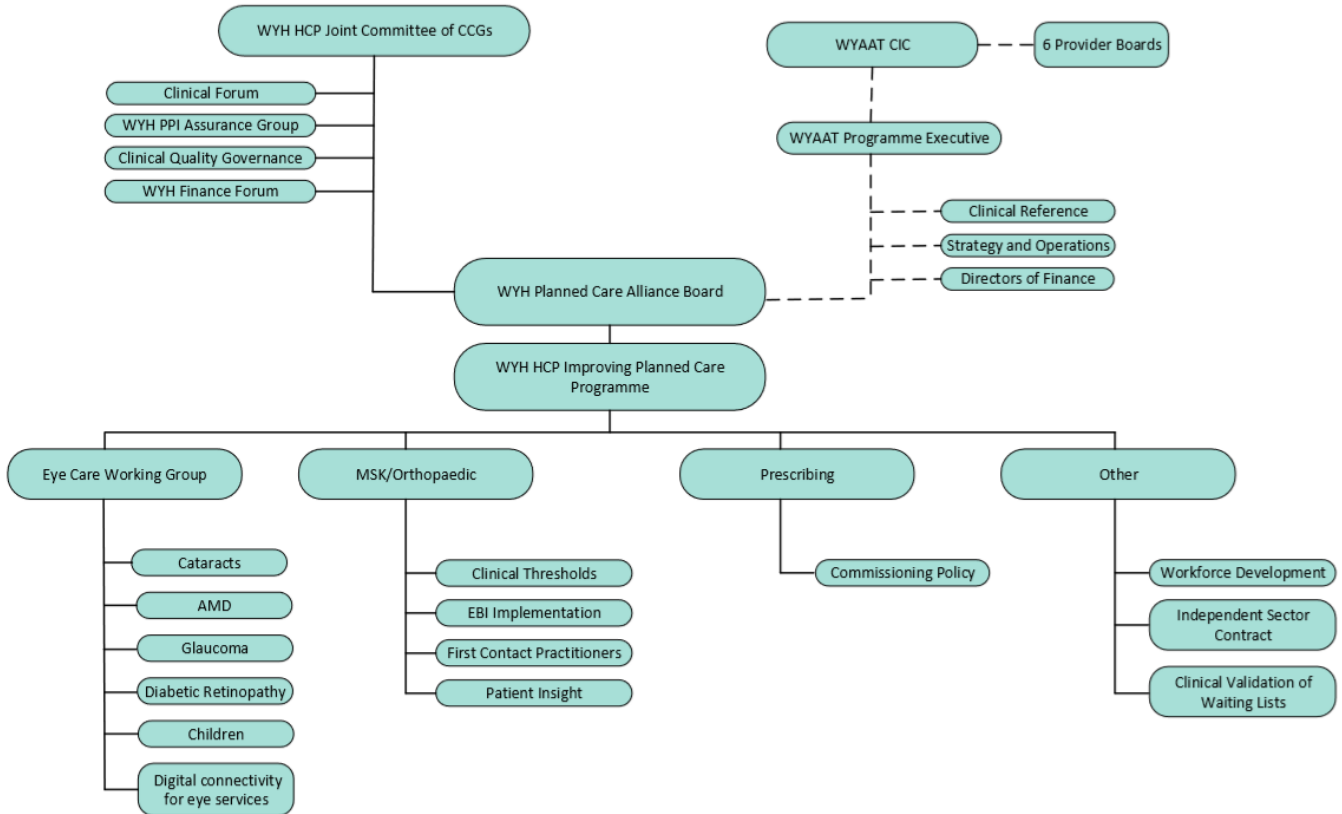 WYH HCP Joint Committee of CCGs
WYAAT CIC
6 Provider Boards
Clinical Forum
WYH PPI Assurance Group
Clinical Quality Governance
WYH Finance Forum
WYAAT Programme Executive
Clinical Reference
Strategy and Operations
Directors of Finance
WYH Planned Care Alliance Board
WYH HCP Improving Planned Care
Programme
Eye Care Working Group
Cataracts
AMD
Glaucoma
Diabetic Retinopathy
Children
Digital connectivity
for eye services
MSK/Orthopaedic
Clinical Thresholds
EBI Implementation
First Contact Practitioners
Patient Insight
Prescribing
Commissioning Policy
Other
Workforce Development
Independent Sector
Contract
Clinical Validation of
Waiting Lists